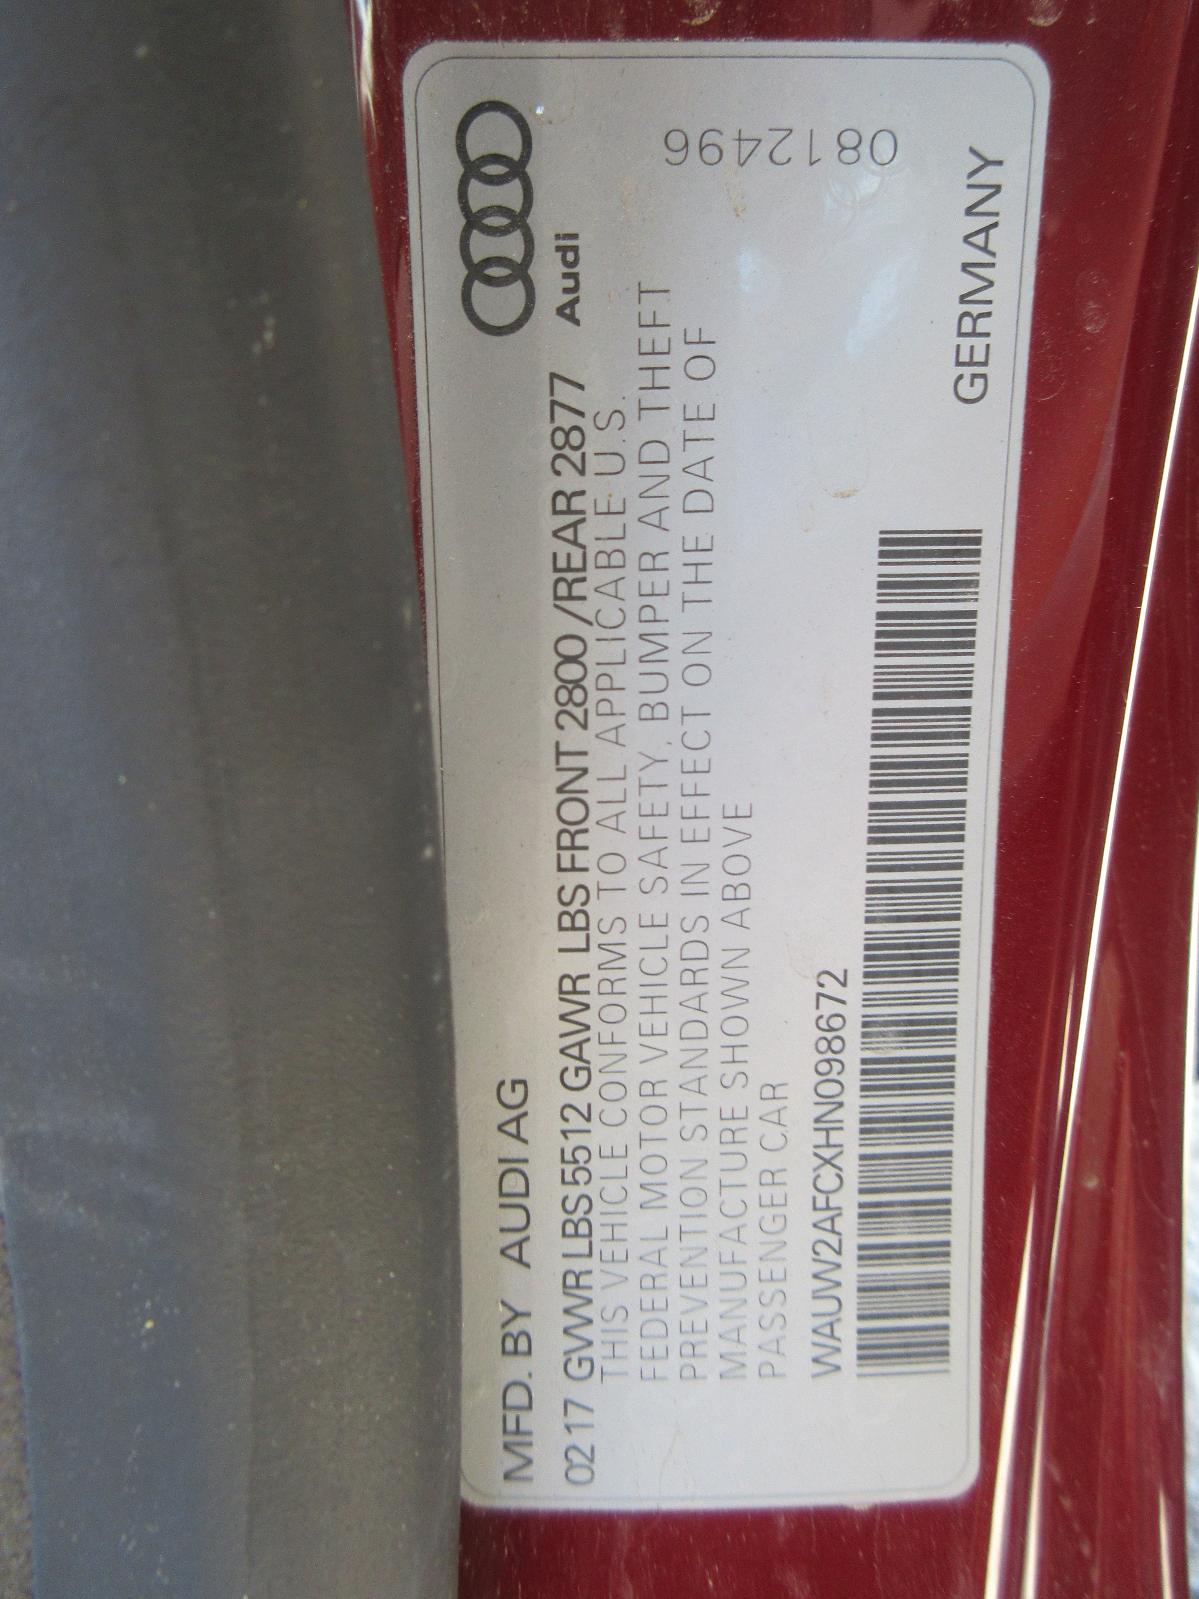 MFD. BY AUDI AG
Audi
0217 GVWR LBS 5512 GAWR LBS FRONT 2800 /REAR 2877
THIS VEHICLE CONFORMS TO ALL APPLICABLE U.S.
FEDERAL MOTOR VEHICLE SAFETY, BUMPER AND THEFT
PREVENTION STANDARDS IN EFFECT ON THE DATE OF
MANUFACTURE SHOWN ABOVE
PASSENGER CAR
WAUW2AFCXHN098672
GERMANY
0812496